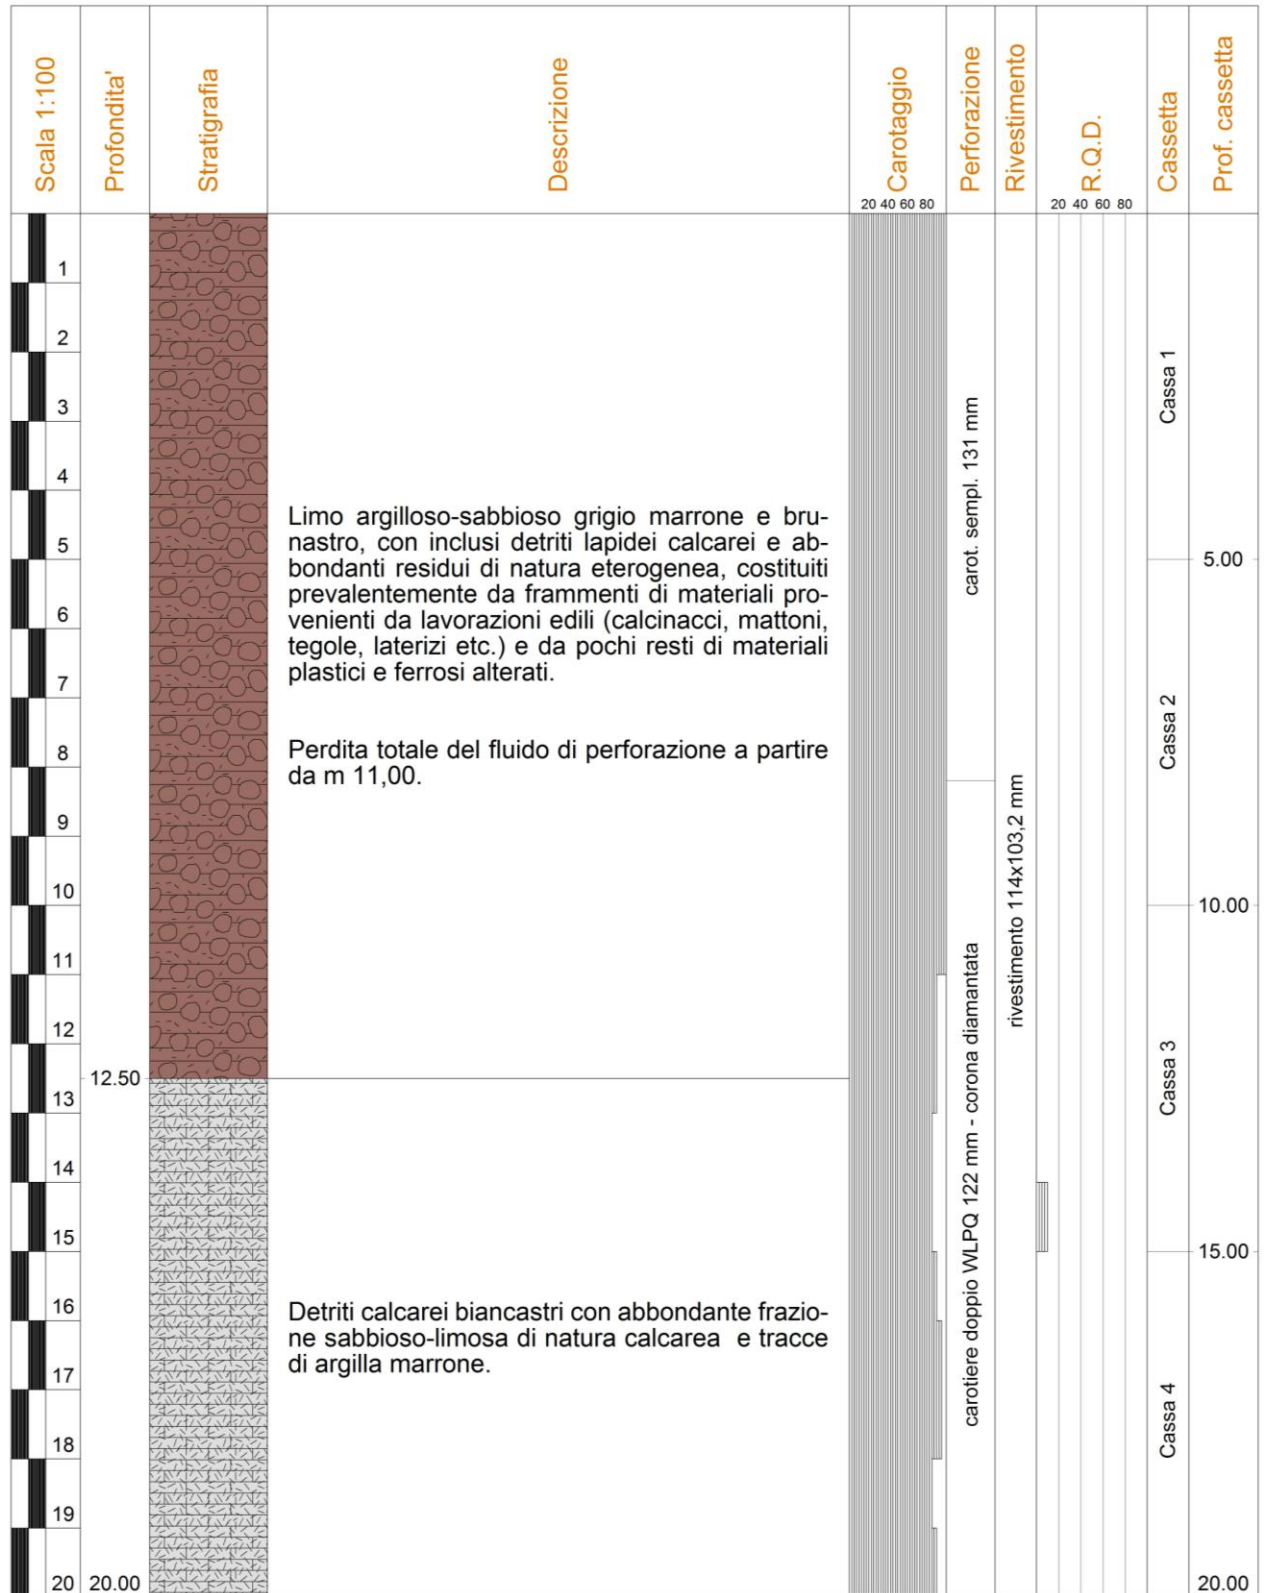 Scala 1:100
Profondita'
Stratigrafia
Descrizione
Carotaggio
Perforazione
Rivestimento
R.Q.D.
Cassetta
Prof. cassetta
20 40 60 80
20 40 60 80
1
2
3
4
5
6
7
8
9
10
11
12
13
14
15
16
17
18
19
20
12.50
20.00
Limo argilloso-sabbioso grigio marrone e bru-
nastro, con inclusi detriti lapidei calcarei e ab-
bondanti residui di natura eterogenea, costituiti
prevalentemente da frammenti di materiali pro-
venienti da lavorazioni edili (calcinacci, mattoni,
tegole, laterizi etc.) e da pochi resti di materiali
plastici e ferrosi alterati.
Perdita totale del fluido di perforazione a partire
da m 11,00.
Detriti calcarei biancastri con abbondante frazio-
ne sabbioso-limosa di natura calcarea e tracce
di argilla marrone.
carot. sempl. 131 mm
carotiere doppio WLPQ 122 mm - corona diamantata
rivestimento 114x103,2 mm
Cassa 1
Cassa 2
Cassa 3
Cassa 4
5.00
10.00
15.00
20.00